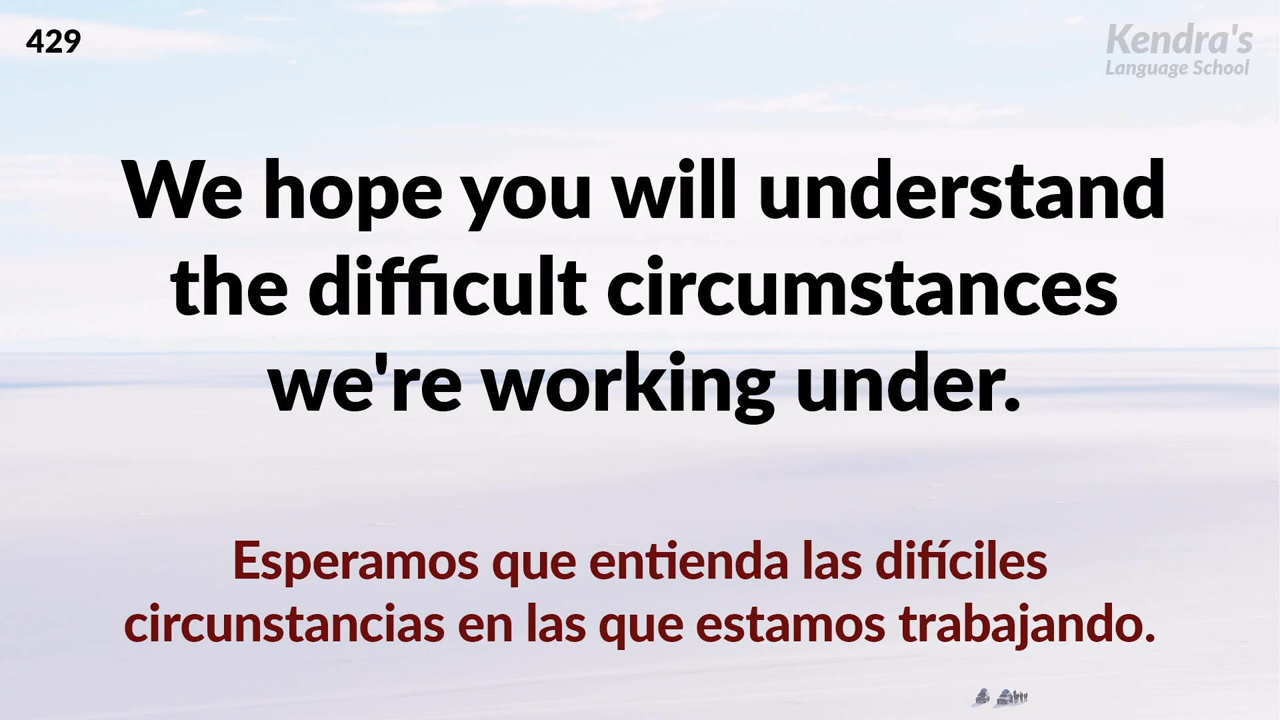 429
Kendra's
Language School
We hope you will understand
the difficult circumstances
we're working under.
Esperamos que entienda las difíciles
circunstancias en las que estamos trabajando.